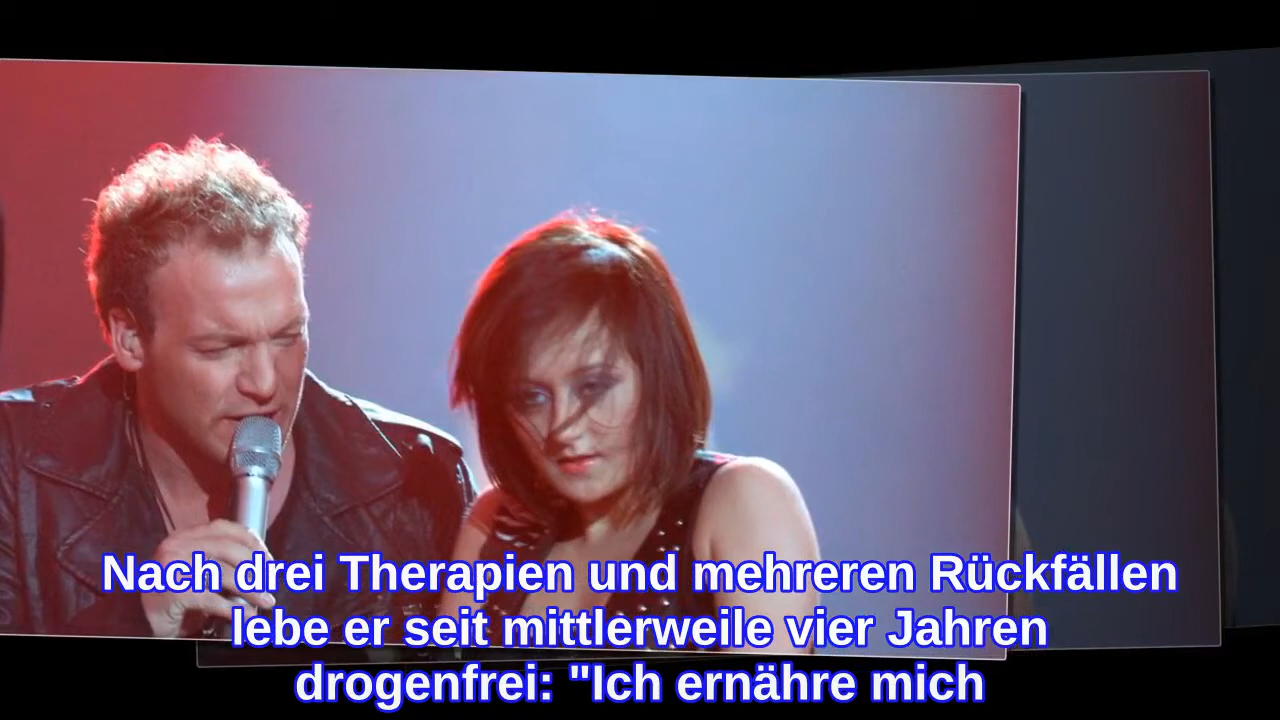 Nach drei Therapien und mehreren Rückfällen
lebe er seit mittlerweile vier Jahren
drogenfrei: "Ich ernähre mich